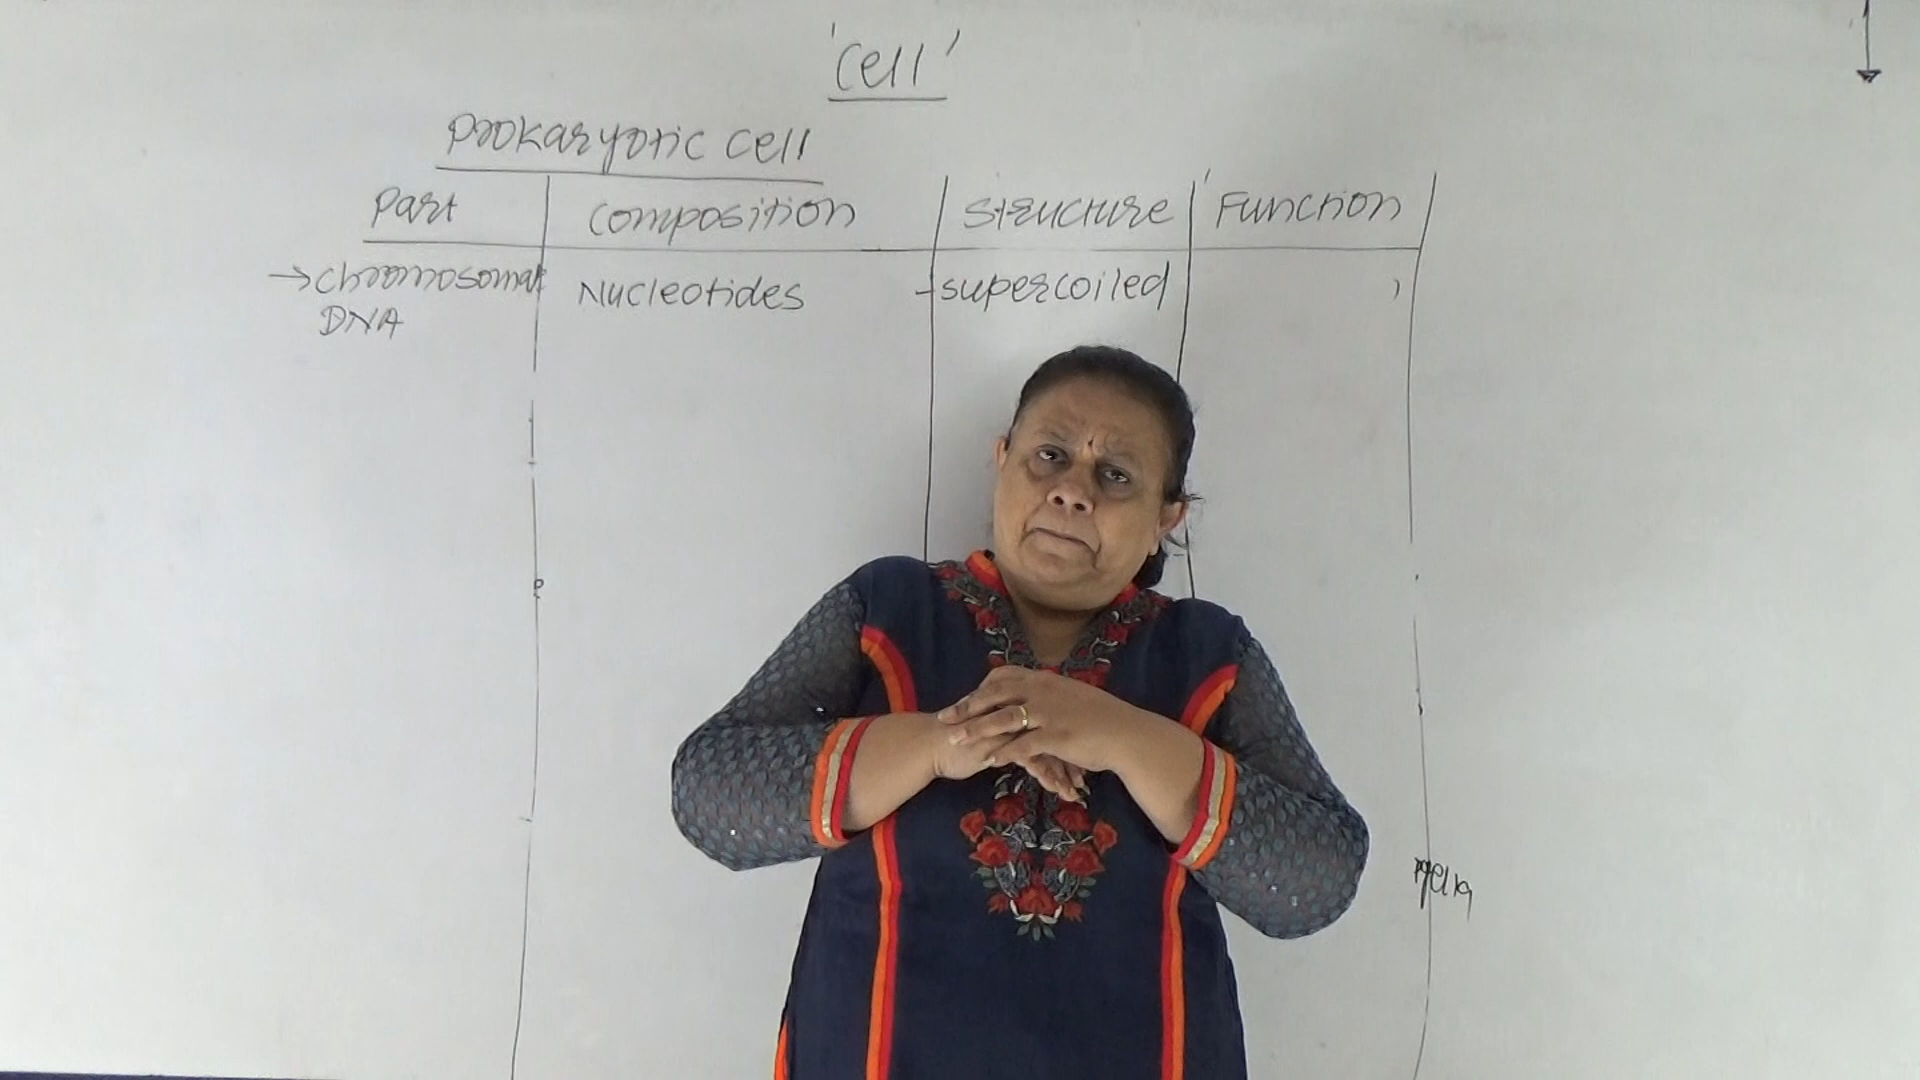 'Cell'
Prokaryotic cell
Part Composition Structure Function
→ Chromosomal Nucleotides -supercoiled
DNA